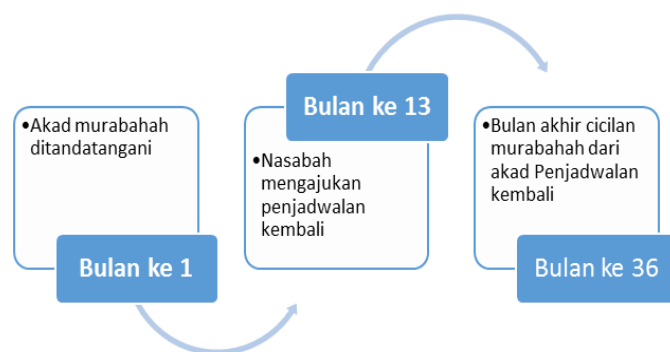 •Akad murabahah
ditandatangani
Bulan ke 1
Bulan ke 13
•Nasabah
mengajukan
penjadwalan
kembali
•Bulan akhir cicilan
murabahah dari
akad Penjadwalan
kembali
Bulan ke 36